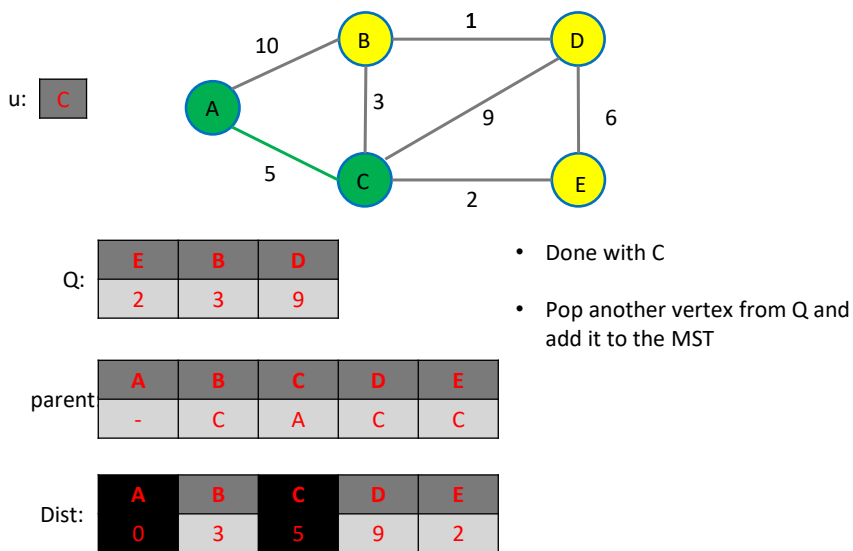 1
10
B
D
u: C
A
3
9
6
5
C
2
E
Q:
E B D
2 3 9
• Done with C
• Pop another vertex from Q and
add it to the MST
parent
A B C D E
- C A C C
Dist:
A B C D E
0 3 5 9 2